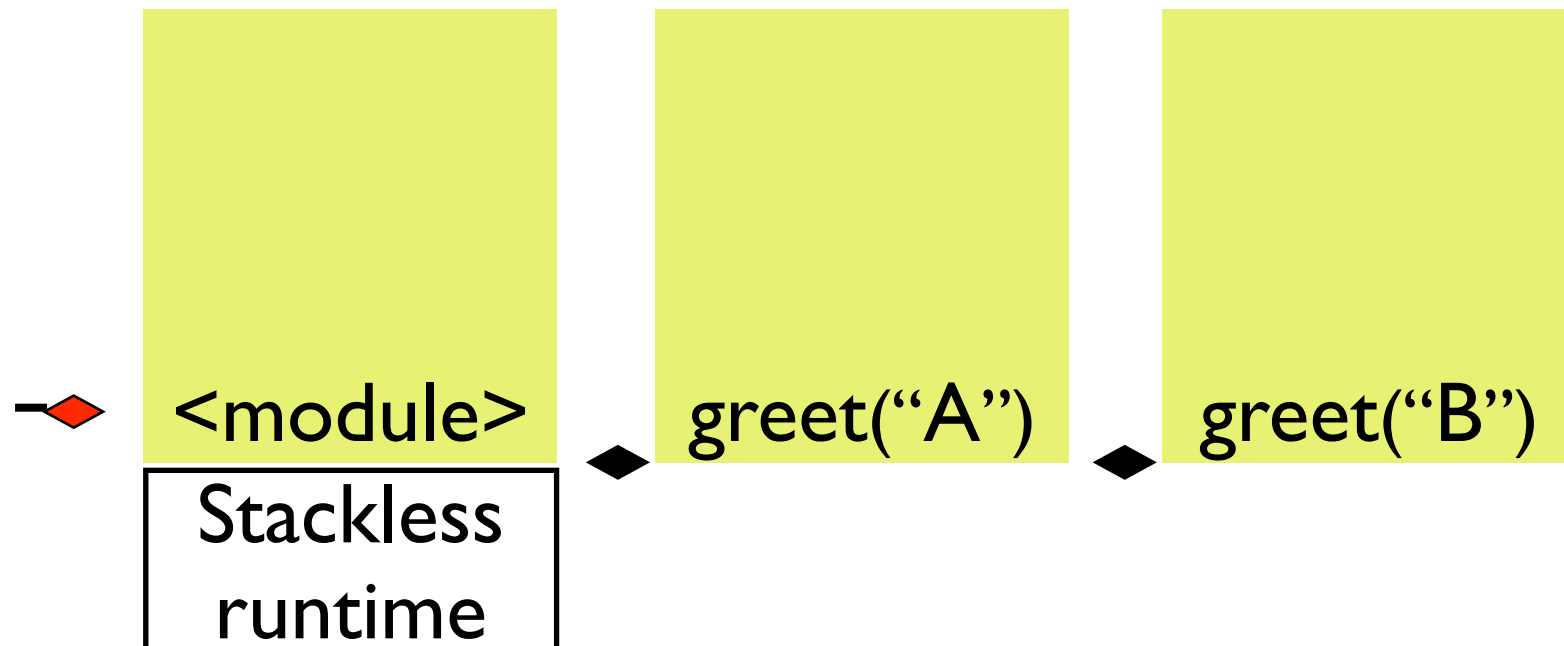 <module>
greet(“A”)
greet(“B”)
Stackless
runtime